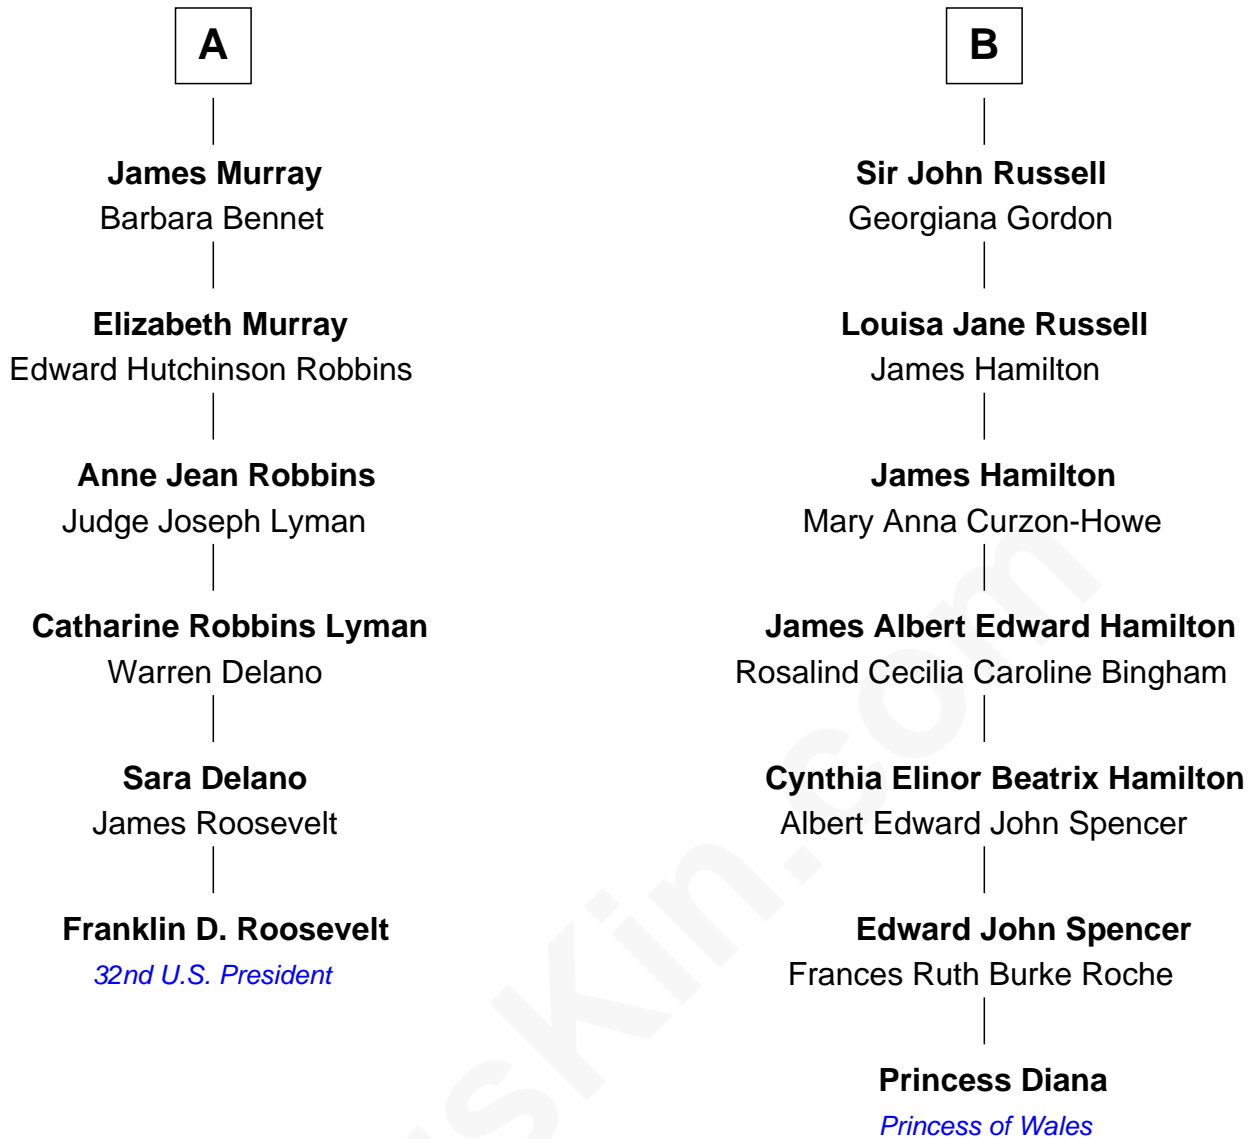 A
James Murray
Barbara Bennet
Elizabeth Murray
Edward Hutchinson Robbins
Anne Jean Robbins
Judge Joseph Lyman
Catharine Robbins Lyman
Warren Delano
Sara Delano
James Roosevelt
Franklin D. Roosevelt
32nd U.S. President
B
Sir John Russell
Georgiana Gordon
Louisa Jane Russell
James Hamilton
James Hamilton
Mary Anna Curzon-Howe
James Albert Edward Hamilton
Rosalind Cecilia Caroline Bingham
Cynthia Elinor Beatrix Hamilton
Albert Edward John Spencer
Edward John Spencer
Frances Ruth Burke Roche
Princess Diana
Princess of Wales
usKin.com